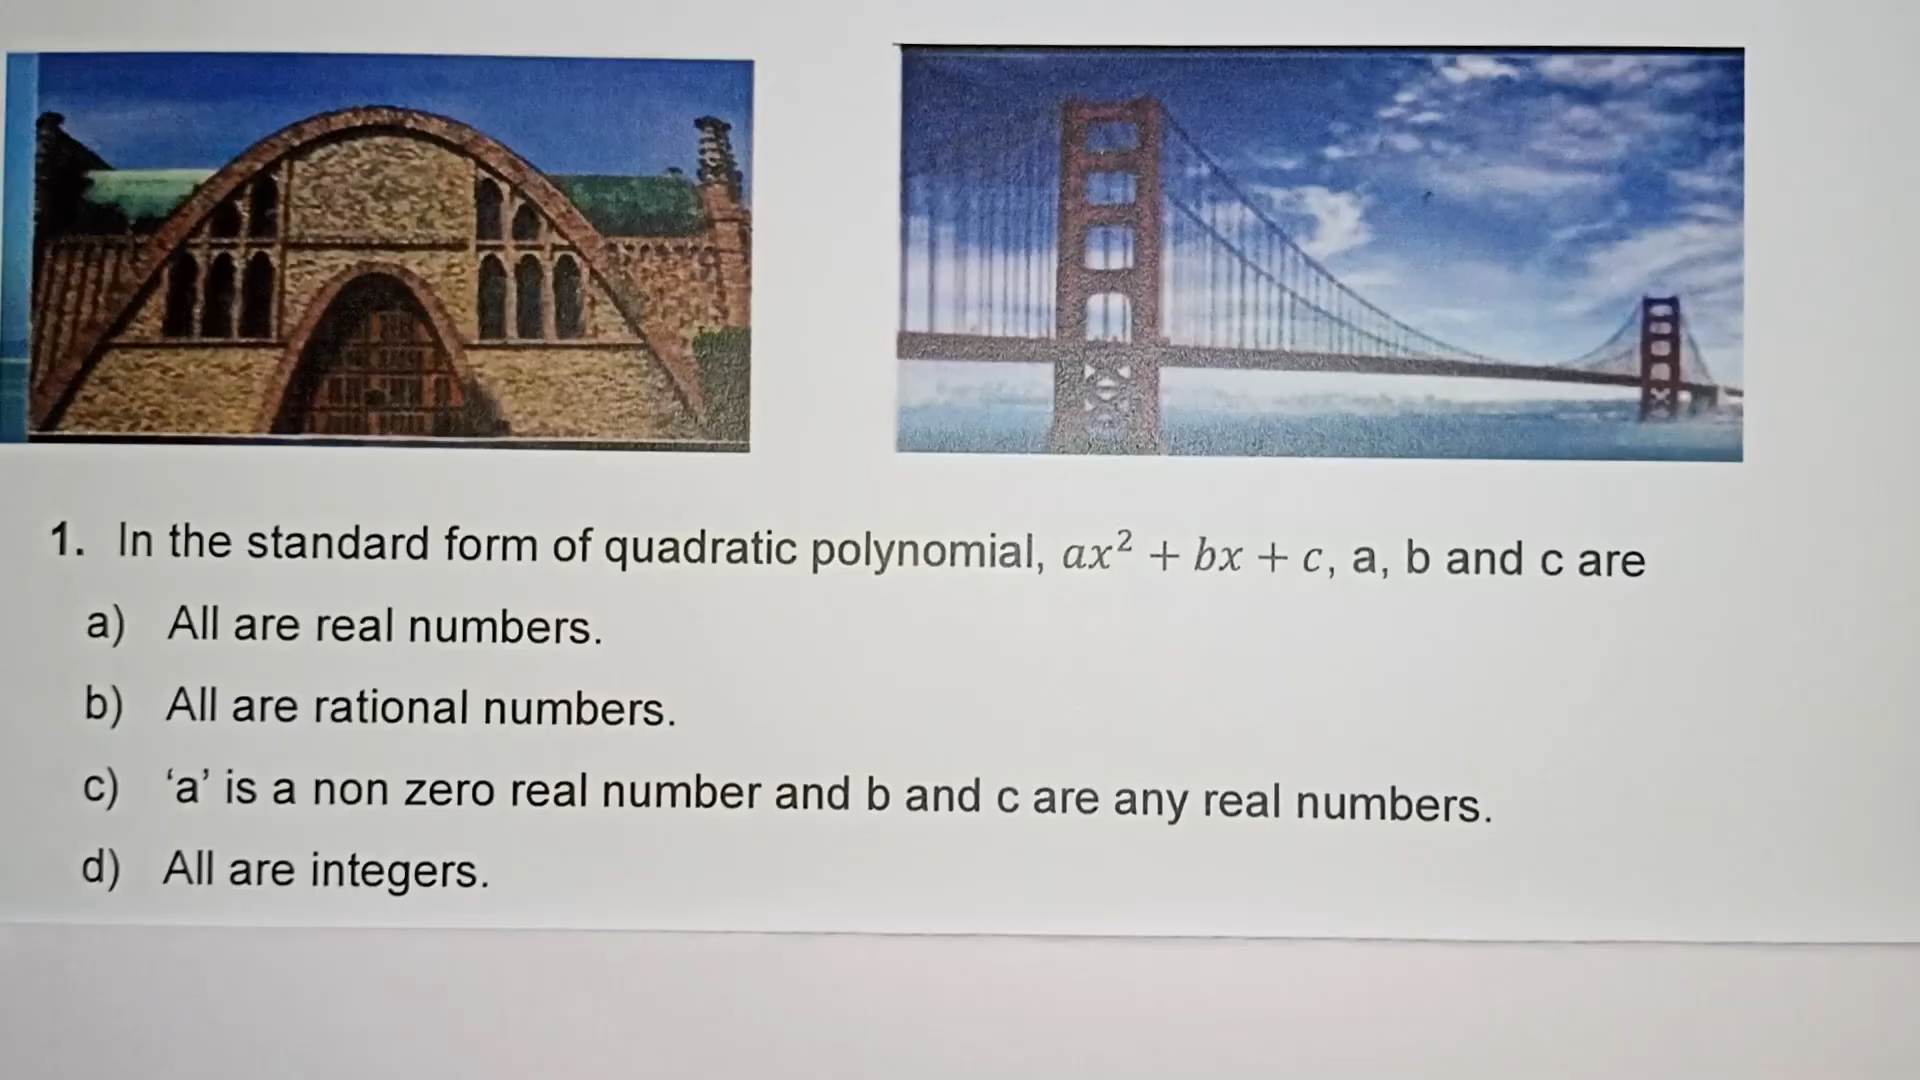 1. In the standard form of quadratic polynomial, ax² + bx + c, a, b and c are
a) All are real numbers.
b) All are rational numbers.
c) ‘a’ is a non zero real number and b and c are any real numbers.
d) All are integers.